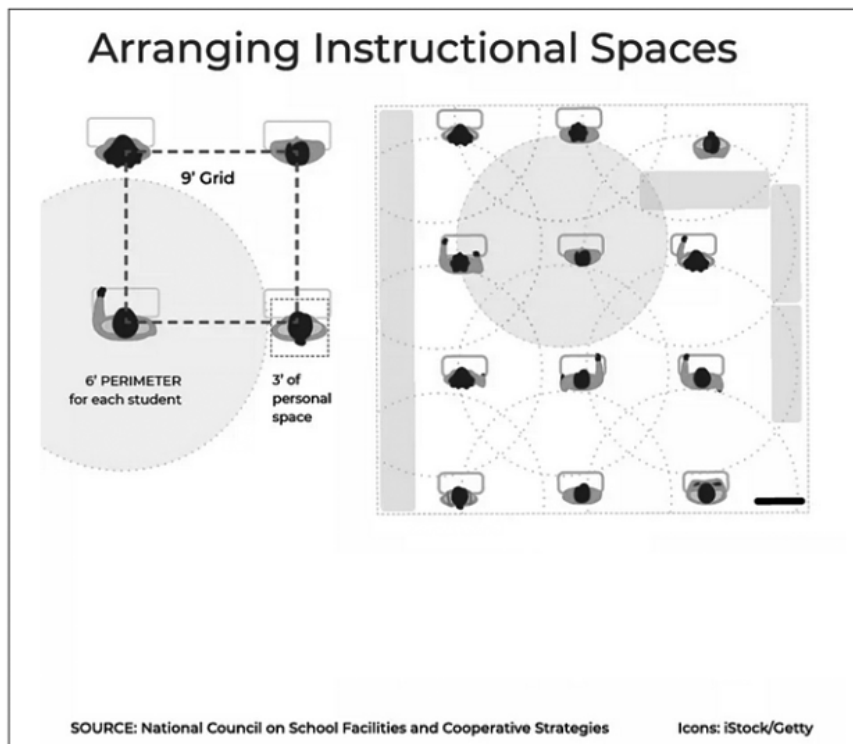 Arranging Instructional Spaces
9’ Grid
6’ PERIMETER
for each student
3’ of
personal
space
SOURCE: National Council on School Facilities and Cooperative Strategies
Icons: iStock/Getty